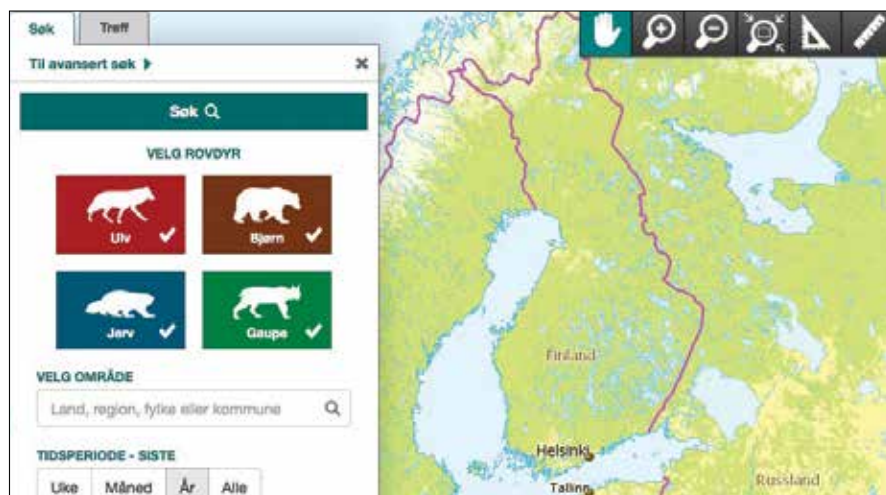 Søk Treff
Til avansert søk
Søk
VELG ROVDYR
Ulv Bjørn
Jerv Gaupe
VELG OMRÅDE
Land, region, fylke eller kommune
TIDSPERIODE - SISTE
Uke Måned År Alle
Finland
Helsinki
Tallinn
Russland